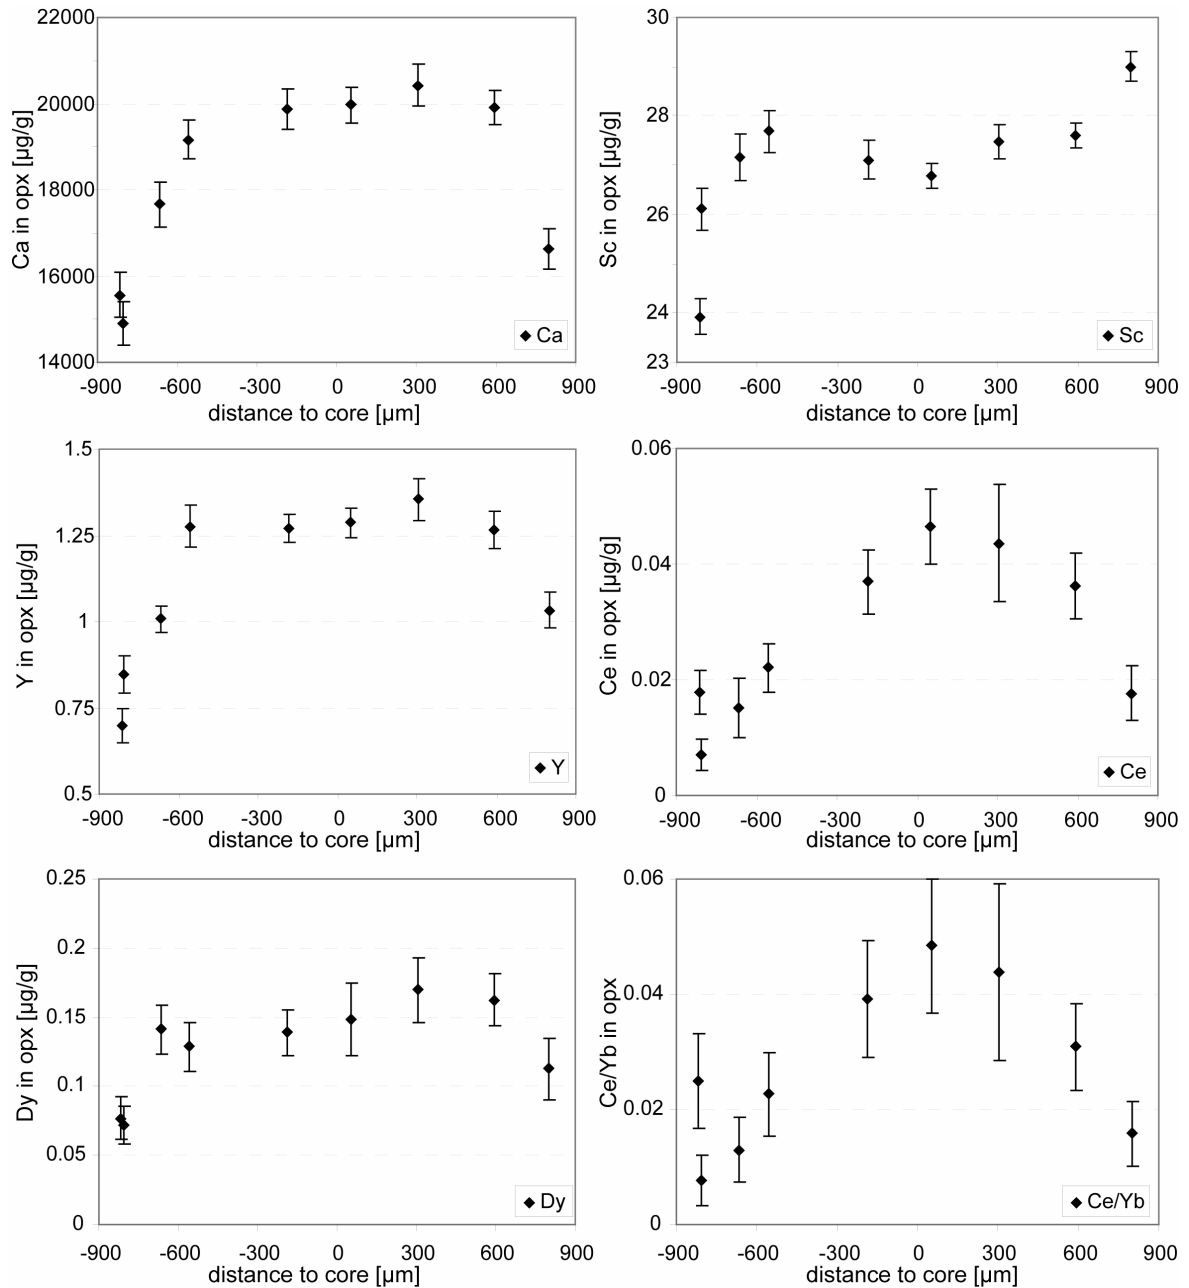 22000
20000
18000
16000
14000
Ca in opx [µg/g]
Ca
-900 -600 -300 0 300 600 900
distance to core [µm]
30
28
26
24
23
Sc in opx [µg/g]
Sc
-900 -600 -300 0 300 600 900
distance to core [µm]
1.5
1.25
1
0.75
0.5
Y in opx [µg/g]
Y
-900 -600 -300 0 300 600 900
distance to core [µm]
0.06
0.04
0.02
0
Ce in opx [µg/g]
Ce
-900 -600 -300 0 300 600 900
distance to core [µm]
0.25
0.2
0.15
0.1
0.05
0
Dy in opx [µg/g]
Dy
-900 -600 -300 0 300 600 900
distance to core [µm]
0.06
0.04
0.02
0
Ce/Yb in opx
Ce/Yb
-900 -600 -300 0 300 600 900
distance to core [µm]